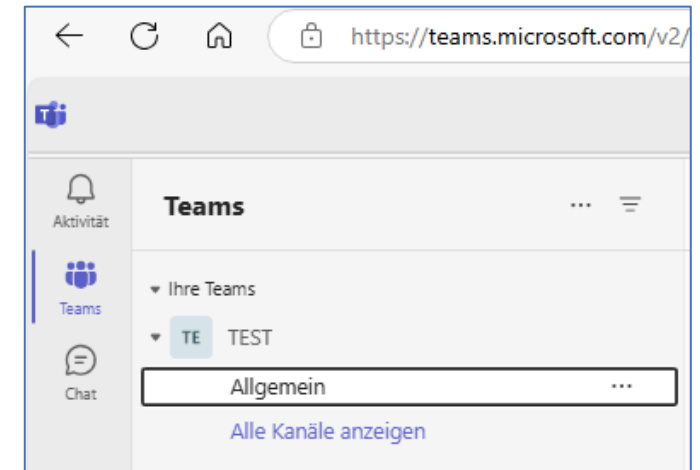 https://teams.microsoft.com/v2/
Aktivität
Teams
Chat
Teams
Ihre Teams
TE TEST
Allgemein
Alle Kanäle anzeigen